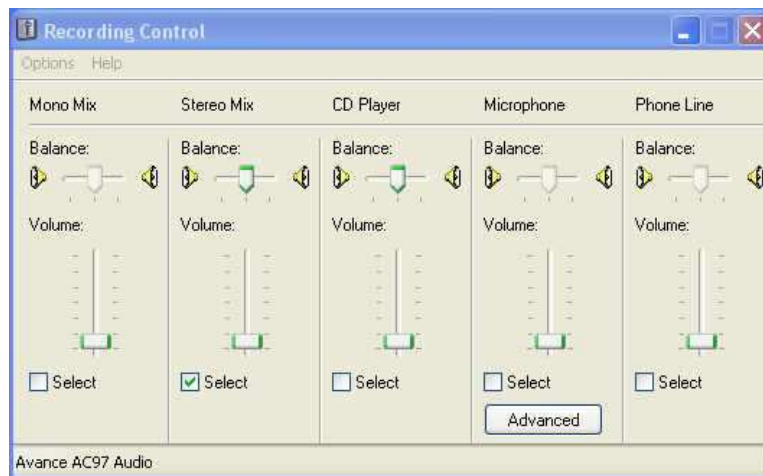 Recording Control
Options Help
Mono Mix Stereo Mix CD Player Microphone Phone Line
Balance: Balance: Balance: Balance: Balance:
Volume: Volume: Volume: Volume: Volume:
Select Select Select Select Select
Advanced
Avance AC97 Audio